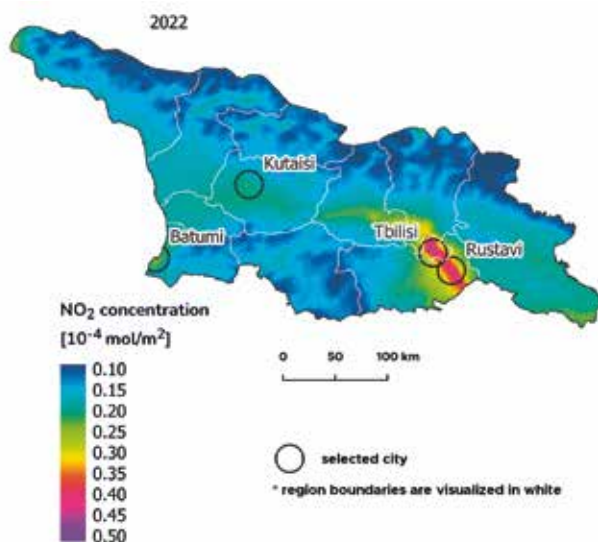 2022
Kutaisi
Tbilisi
Batumi
Rustavi
NO₂ concentration
[10⁻⁴ mol/m²]
0.10
0.15
0.20
0.25
0.30
0.35
0.40
0.45
0.50
0 50 100 km
selected city
* region boundaries are visualized in white